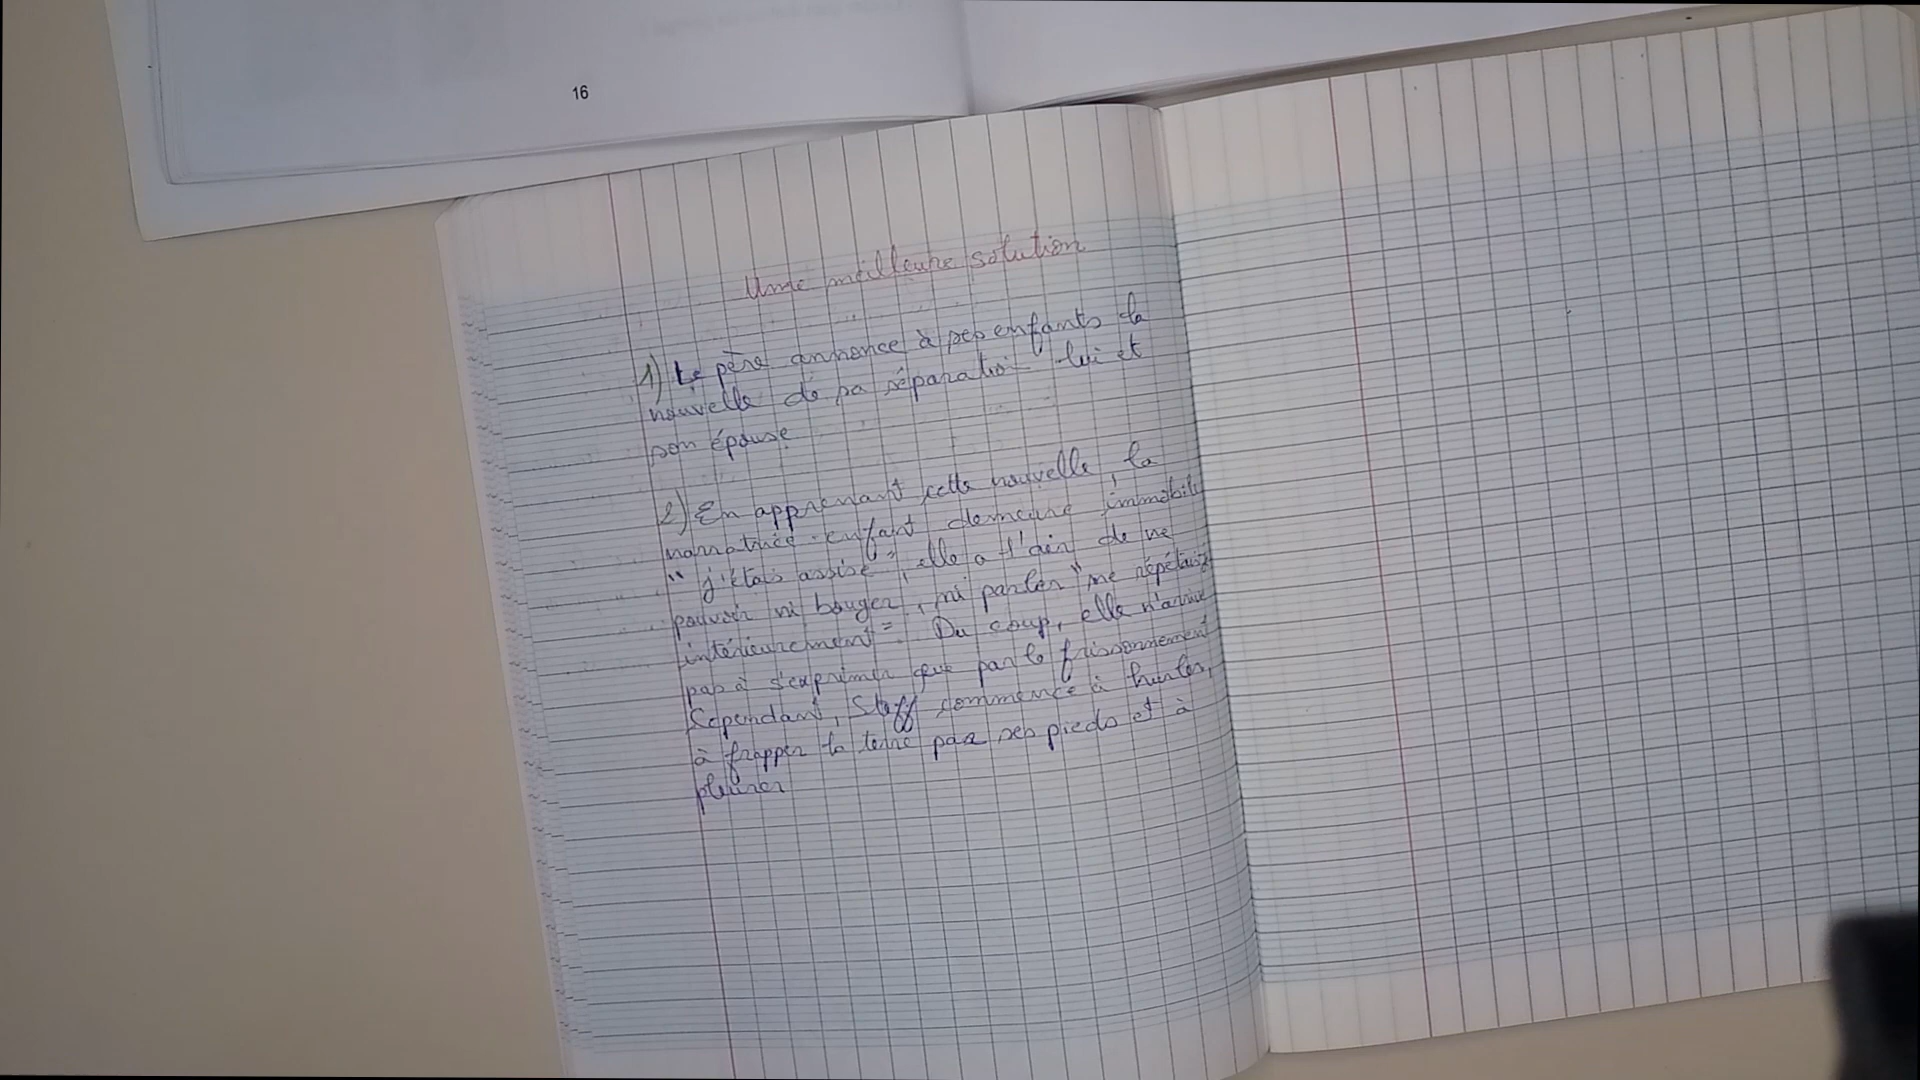 16
Une meilleure solution
1) Le père annonce à ses enfants la
nouvelle de sa séparatio lui et
son épouse
2) En apprenant cette nouvelle, la
narratrice-enfant demeure immobile
" j'étais assise", elle a l'air de ne
pouvoir ni bouger, ni parler "me répétais
intérieurement". Du coup, elle n'arrive
pas à s'exprimer que par le frissonnement
Cependant, Steff commence à hurler,
à frapper la terre par ses pieds et à
pleurer